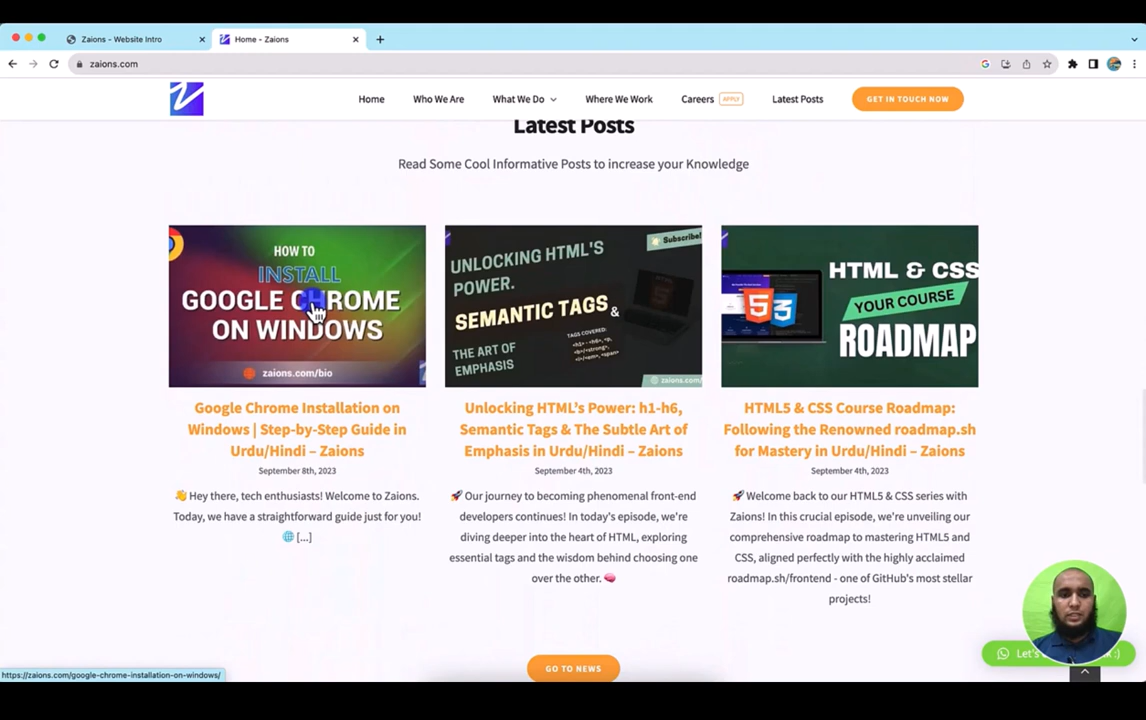 Zaions - Website Intro
Home - Zaions
zaions.com
Home
Who We Are
What We Do
Where We Work
Careers
APPLY
Latest Posts
GET IN TOUCH NOW
Latest Posts
Read Some Cool Informative Posts to increase your Knowledge
HOW TO
INSTALL
GOOGLE CHROME
ON WINDOWS
zaions.com/bio
UNLOCKING HTML'S
POWER.
SEMANTIC TAGS &
THE ART OF
EMPHASIS
TAGS COVERED:
<h1> - <h6>, <p,
<b>/<strong>,
<i>/<em>, <span>
Subscribe!
zaions.com/
HTML & CSS
YOUR COURSE
ROADMAP
5
3
Google Chrome Installation on
Windows | Step-by-Step Guide in
Urdu/Hindi – Zaions
September 8th, 2023
👋 Hey there, tech enthusiasts! Welcome to Zaions.
Today, we have a straightforward guide just for you!
🌐 [...]
Unlocking HTML’s Power: h1-h6,
Semantic Tags & The Subtle Art of
Emphasis in Urdu/Hindi – Zaions
September 4th, 2023
🚀 Our journey to becoming phenomenal front-end
developers continues! In today's episode, we're
diving deeper into the heart of HTML, exploring
essential tags and the wisdom behind choosing one
over the other. 🧠
HTML5 & CSS Course Roadmap:
Following the Renowned roadmap.sh
for Mastery in Urdu/Hindi – Zaions
September 4th, 2023
🚀 Welcome back to our HTML5 & CSS series with
Zaions! In this crucial episode, we're unveiling our
comprehensive roadmap to mastering HTML5 and
CSS, aligned perfectly with the highly acclaimed
roadmap.sh/frontend - one of GitHub's most stellar
projects!
GO TO NEWS
Let's
:)
https://zaions.com/google-chrome-installation-on-windows/